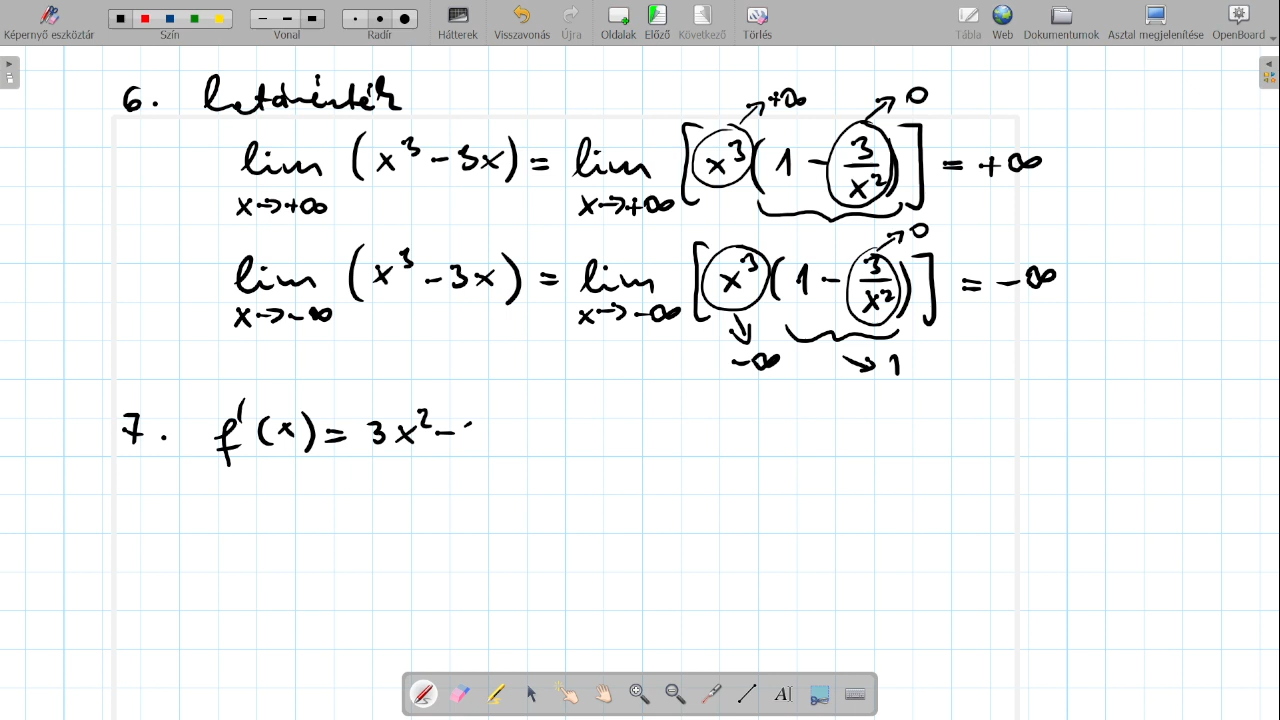 Képernyő eszköztár Szín Vonal Radír Hátterek Visszavonás Újra Oldalak Előző Következő Törlés Tábla Web Dokumentumok Asztal megjelenítése OpenBoard
6. határérték
→+∞ →0
lim (x³ − 3x) = lim [x³(1 − 3/x²)] = +∞
x→+∞ x→+∞
→0
lim (x³ − 3x) = lim [x³(1 − 3/x²)] = −∞
x→−∞ x→−∞
→−∞ →1
7. f'(x) = 3x² −